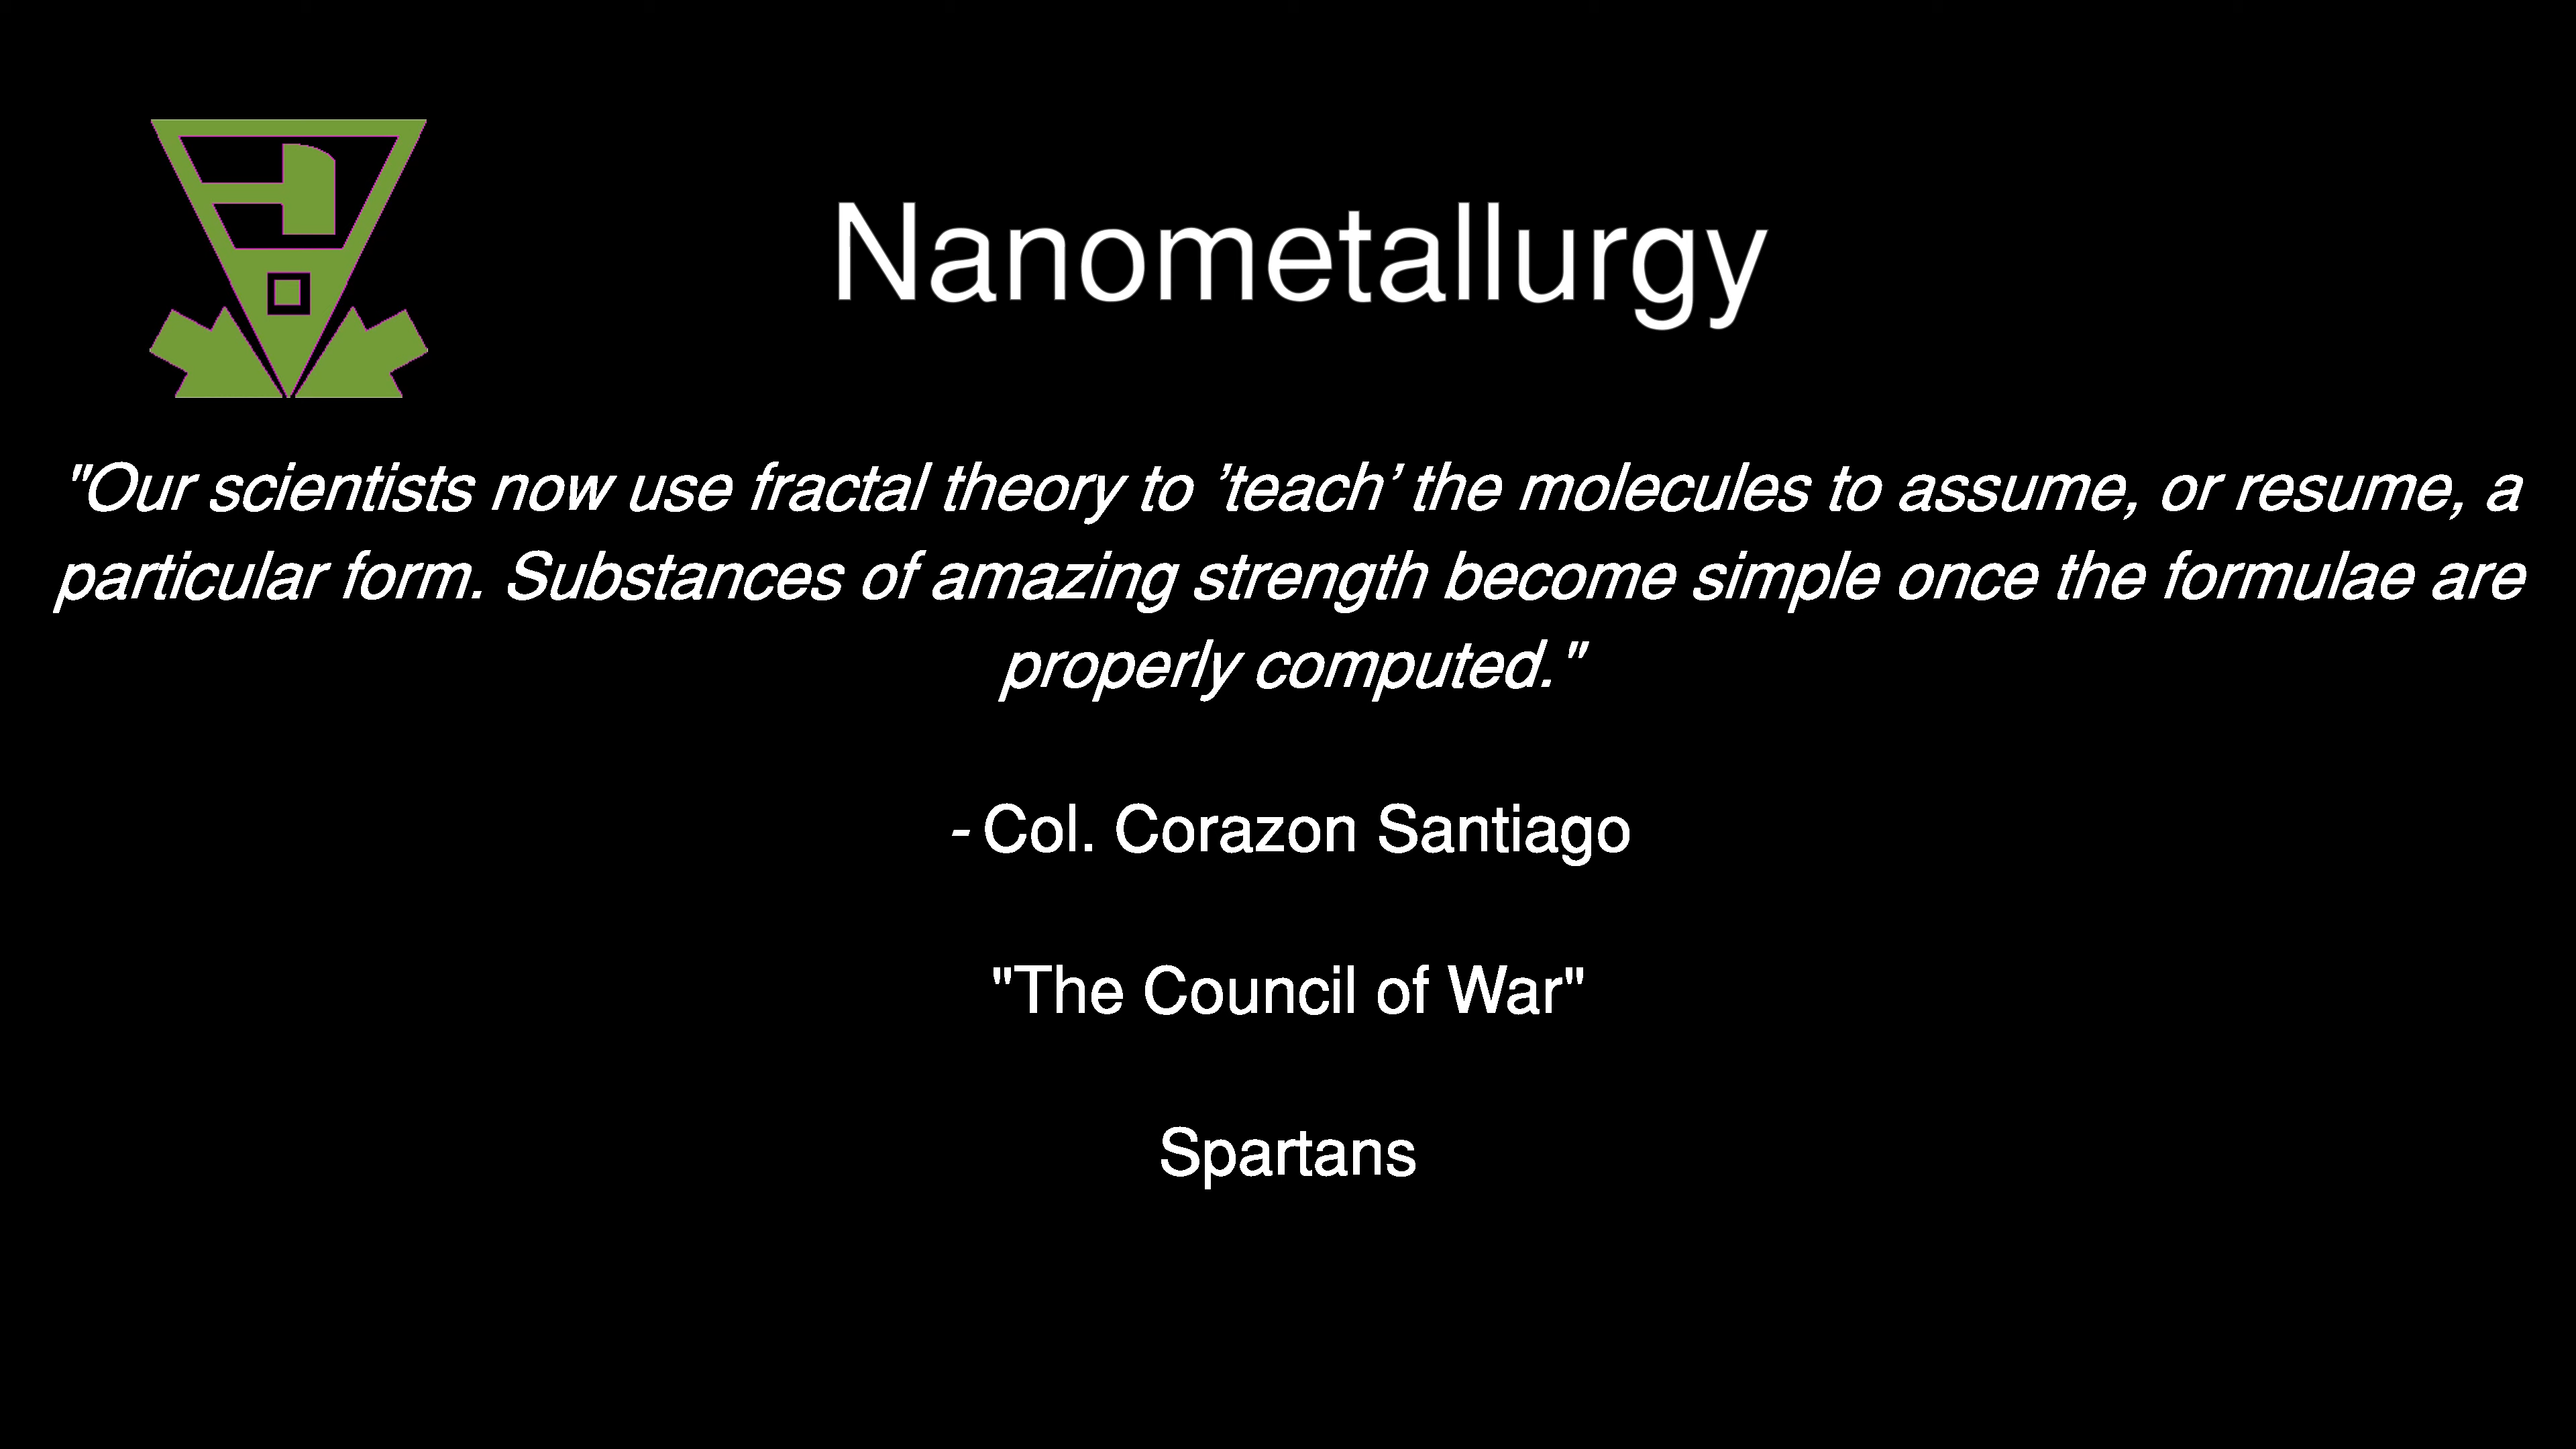 Nanometallurgy
"Our scientists now use fractal theory to ’teach’ the molecules to assume, or resume, a
particular form. Substances of amazing strength become simple once the formulae are
properly computed."
- Col. Corazon Santiago
"The Council of War"
Spartans